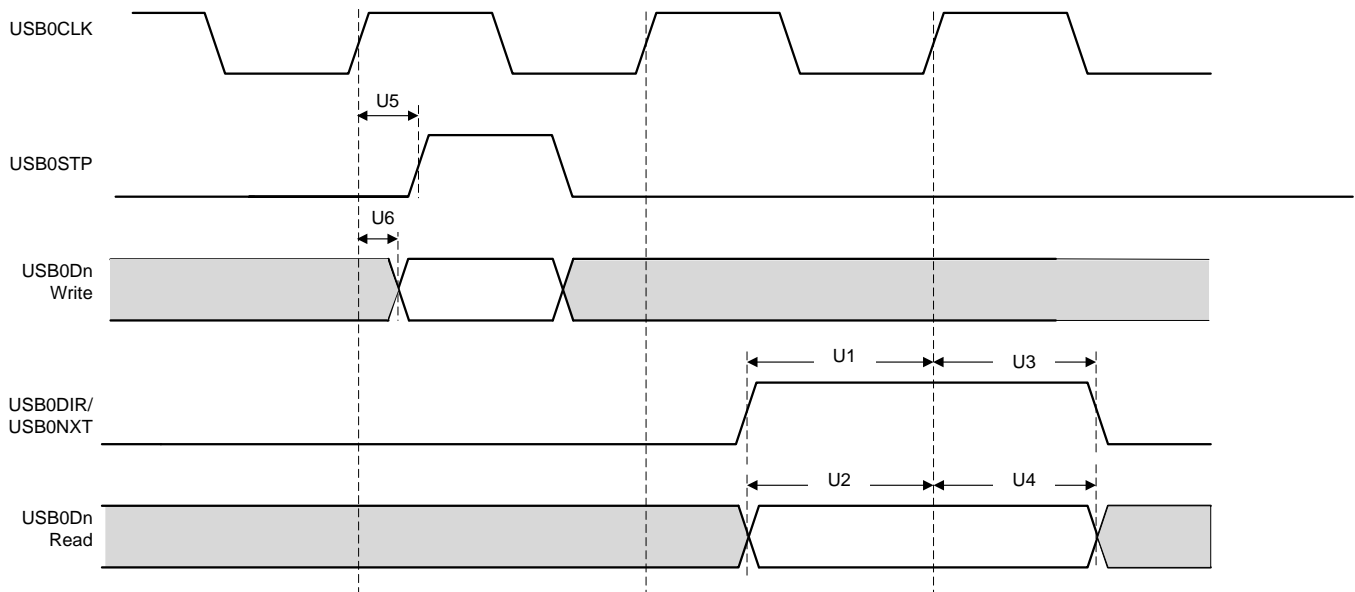 USB0CLK
U5
USB0STP
U6
USB0Dn
Write
U1
U3
USB0DIR/
USB0NXT
U2
U4
USB0Dn
Read